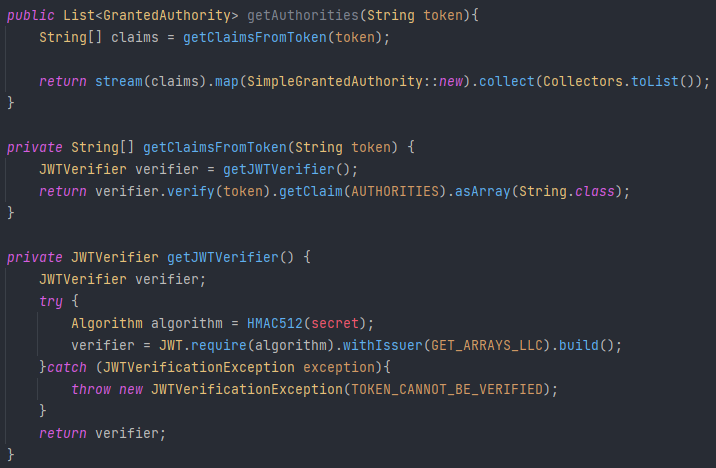 public List<GrantedAuthority> getAuthorities(String token){
    String[] claims = getClaimsFromToken(token);

    return stream(claims).map(SimpleGrantedAuthority::new).collect(Collectors.toList());
}

private String[] getClaimsFromToken(String token) {
    JWTVerifier verifier = getJWTVerifier();
    return verifier.verify(token).getClaim(AUTHORITIES).asArray(String.class);
}

private JWTVerifier getJWTVerifier() {
    JWTVerifier verifier;
    try {
        Algorithm algorithm = HMAC512(secret);
        verifier = JWT.require(algorithm).withIssuer(GET_ARRAYS_LLC).build();
    }catch (JWTVerificationException exception){
        throw new JWTVerificationException(TOKEN_CANNOT_BE_VERIFIED);
    }
    return verifier;
}